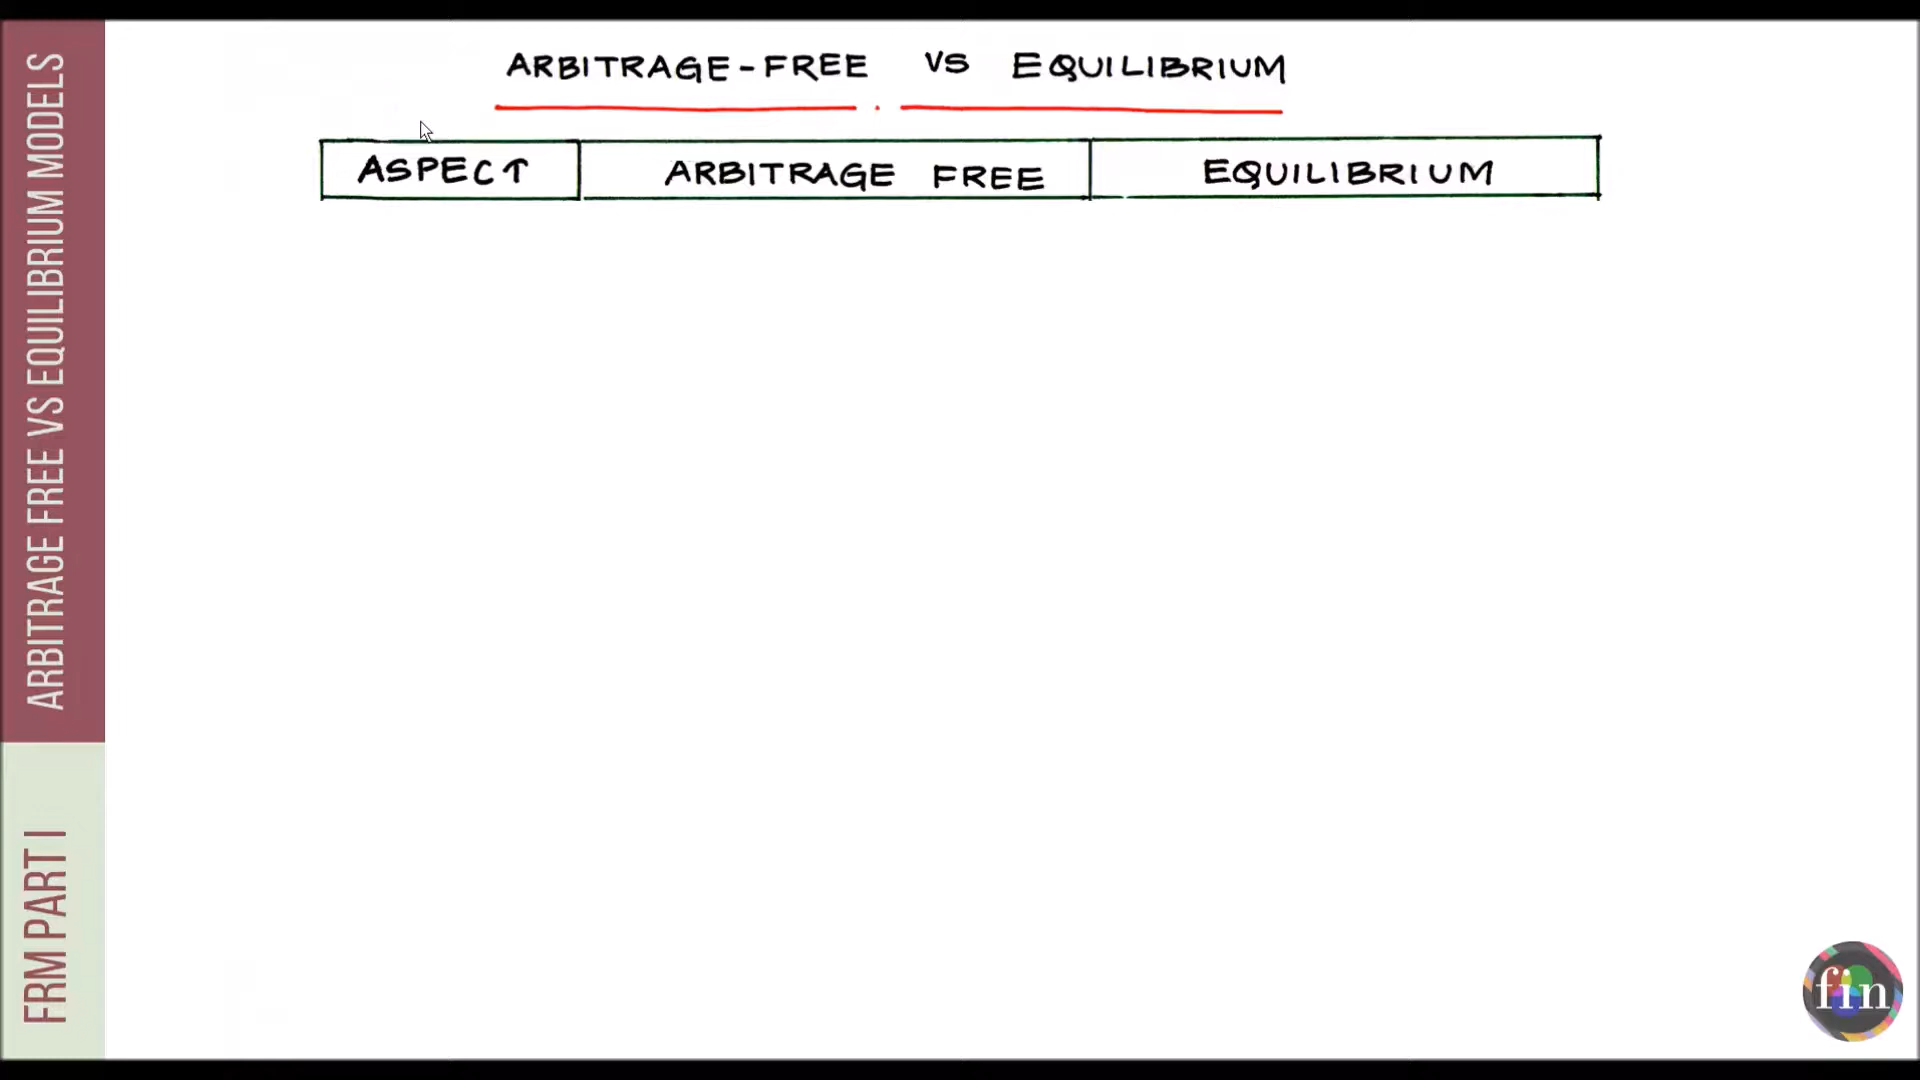 ARBITRAGE-FREE VS EQUILIBRIUM
ASPECT ARBITRAGE FREE EQUILIBRIUM
ARBITRAGE FREE VS EQUILIBRIUM MODELS
FRM PART I
fin